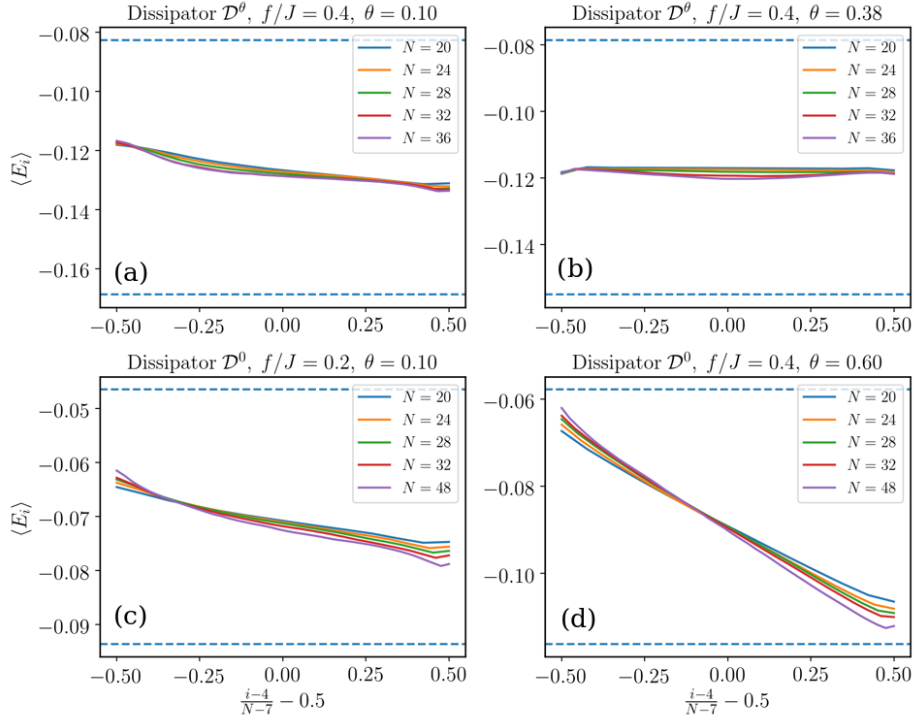 Dissipator 𝒟^θ, f/J = 0.4, θ = 0.10
−0.08
−0.10
−0.12
−0.14
−0.16
⟨E_i⟩
N = 20
N = 24
N = 28
N = 32
N = 36
(a)
−0.50
−0.25
0.00
0.25
0.50
Dissipator 𝒟^θ, f/J = 0.4, θ = 0.38
−0.08
−0.10
−0.12
−0.14
N = 20
N = 24
N = 28
N = 32
N = 36
(b)
−0.50
−0.25
0.00
0.25
0.50
Dissipator 𝒟^0, f/J = 0.2, θ = 0.10
−0.05
−0.06
−0.07
−0.08
−0.09
⟨E_i⟩
N = 20
N = 24
N = 28
N = 32
N = 48
(c)
−0.50
−0.25
0.00
0.25
0.50
(i−4)/(N−7) − 0.5
Dissipator 𝒟^0, f/J = 0.4, θ = 0.60
−0.06
−0.08
−0.10
N = 20
N = 24
N = 28
N = 32
N = 48
(d)
−0.50
−0.25
0.00
0.25
0.50
(i−4)/(N−7) − 0.5